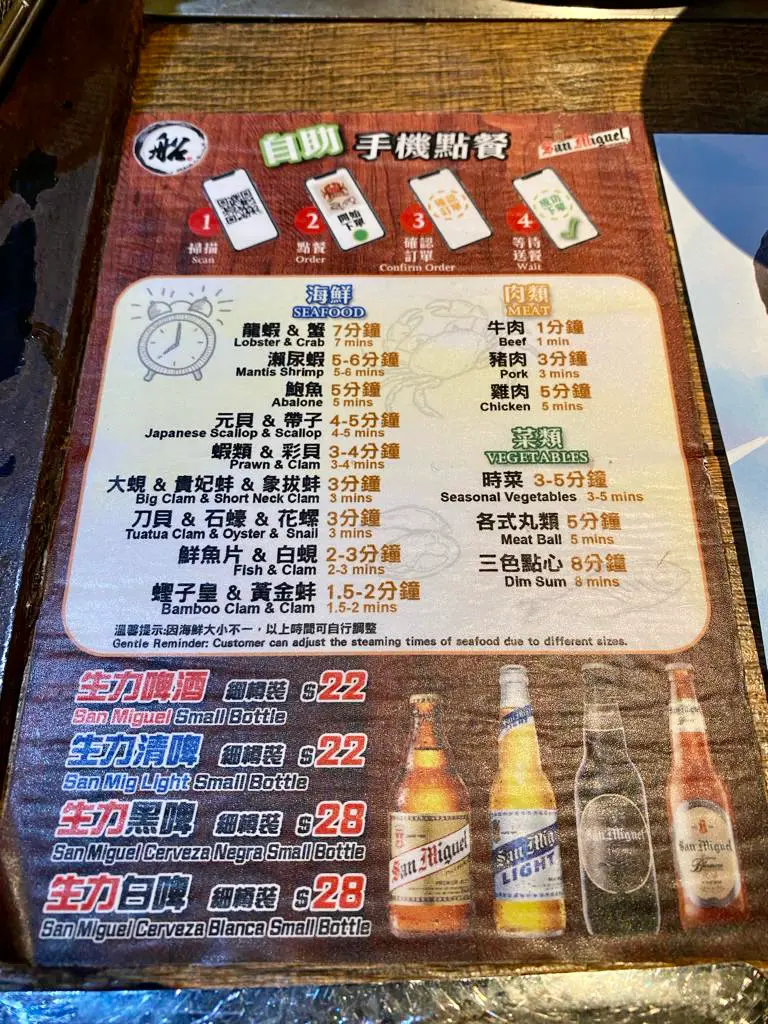 船
自助 手機點餐
San Miguel
1 2 3 4
開始
下單
確認
訂單
成功
下單
掃描
Scan
點餐
Order
確認
訂單
Confirm Order
等待
送餐
Wait
海鮮
SEAFOOD
龍蝦 & 蟹 7分鐘
Lobster & Crab 7 mins
瀨尿蝦 5-6分鐘
Mantis Shrimp 5-6 mins
鮑魚 5分鐘
Abalone 5 mins
元貝 & 帶子 4-5分鐘
Japanese Scallop & Scallop 4-5 mins
蝦類 & 彩貝 3-4分鐘
Prawn & Clam 3-4 mins
大蜆 & 貴妃蚌 & 象拔蚌 3分鐘
Big Clam & Short Neck Clam 3 mins
刀貝 & 石蠔 & 花螺 3分鐘
Tuatua Clam & Oyster & Snail 3 mins
鮮魚片 & 白蜆 2-3分鐘
Fish & Clam 2-3 mins
蟶子皇 & 黃金蚌 1.5-2分鐘
Bamboo Clam & Clam 1.5-2 mins
肉類
MEAT
牛肉 1分鐘
Beef 1 min
豬肉 3分鐘
Pork 3 mins
雞肉 5分鐘
Chicken 5 mins
菜類
VEGETABLES
時菜 3-5分鐘
Seasonal Vegetables 3-5 mins
各式丸類 5分鐘
Meat Ball 5 mins
三色點心 8分鐘
Dim Sum 8 mins
溫馨提示:因海鮮大小不一，以上時間可自行調整
Gentle Reminder: Customer can adjust the steaming times of seafood due to different sizes.
生力啤酒 細樽裝 $22
San Miguel Small Bottle
生力清啤 細樽裝 $22
San Mig Light Small Bottle
生力黑啤 細樽裝 $28
San Miguel Cerveza Negra Small Bottle
生力白啤 細樽裝 $28
San Miguel Cerveza Blanca Small Bottle
San Miguel
San Mig
LIGHT
San Miguel
San Miguel
Blanca